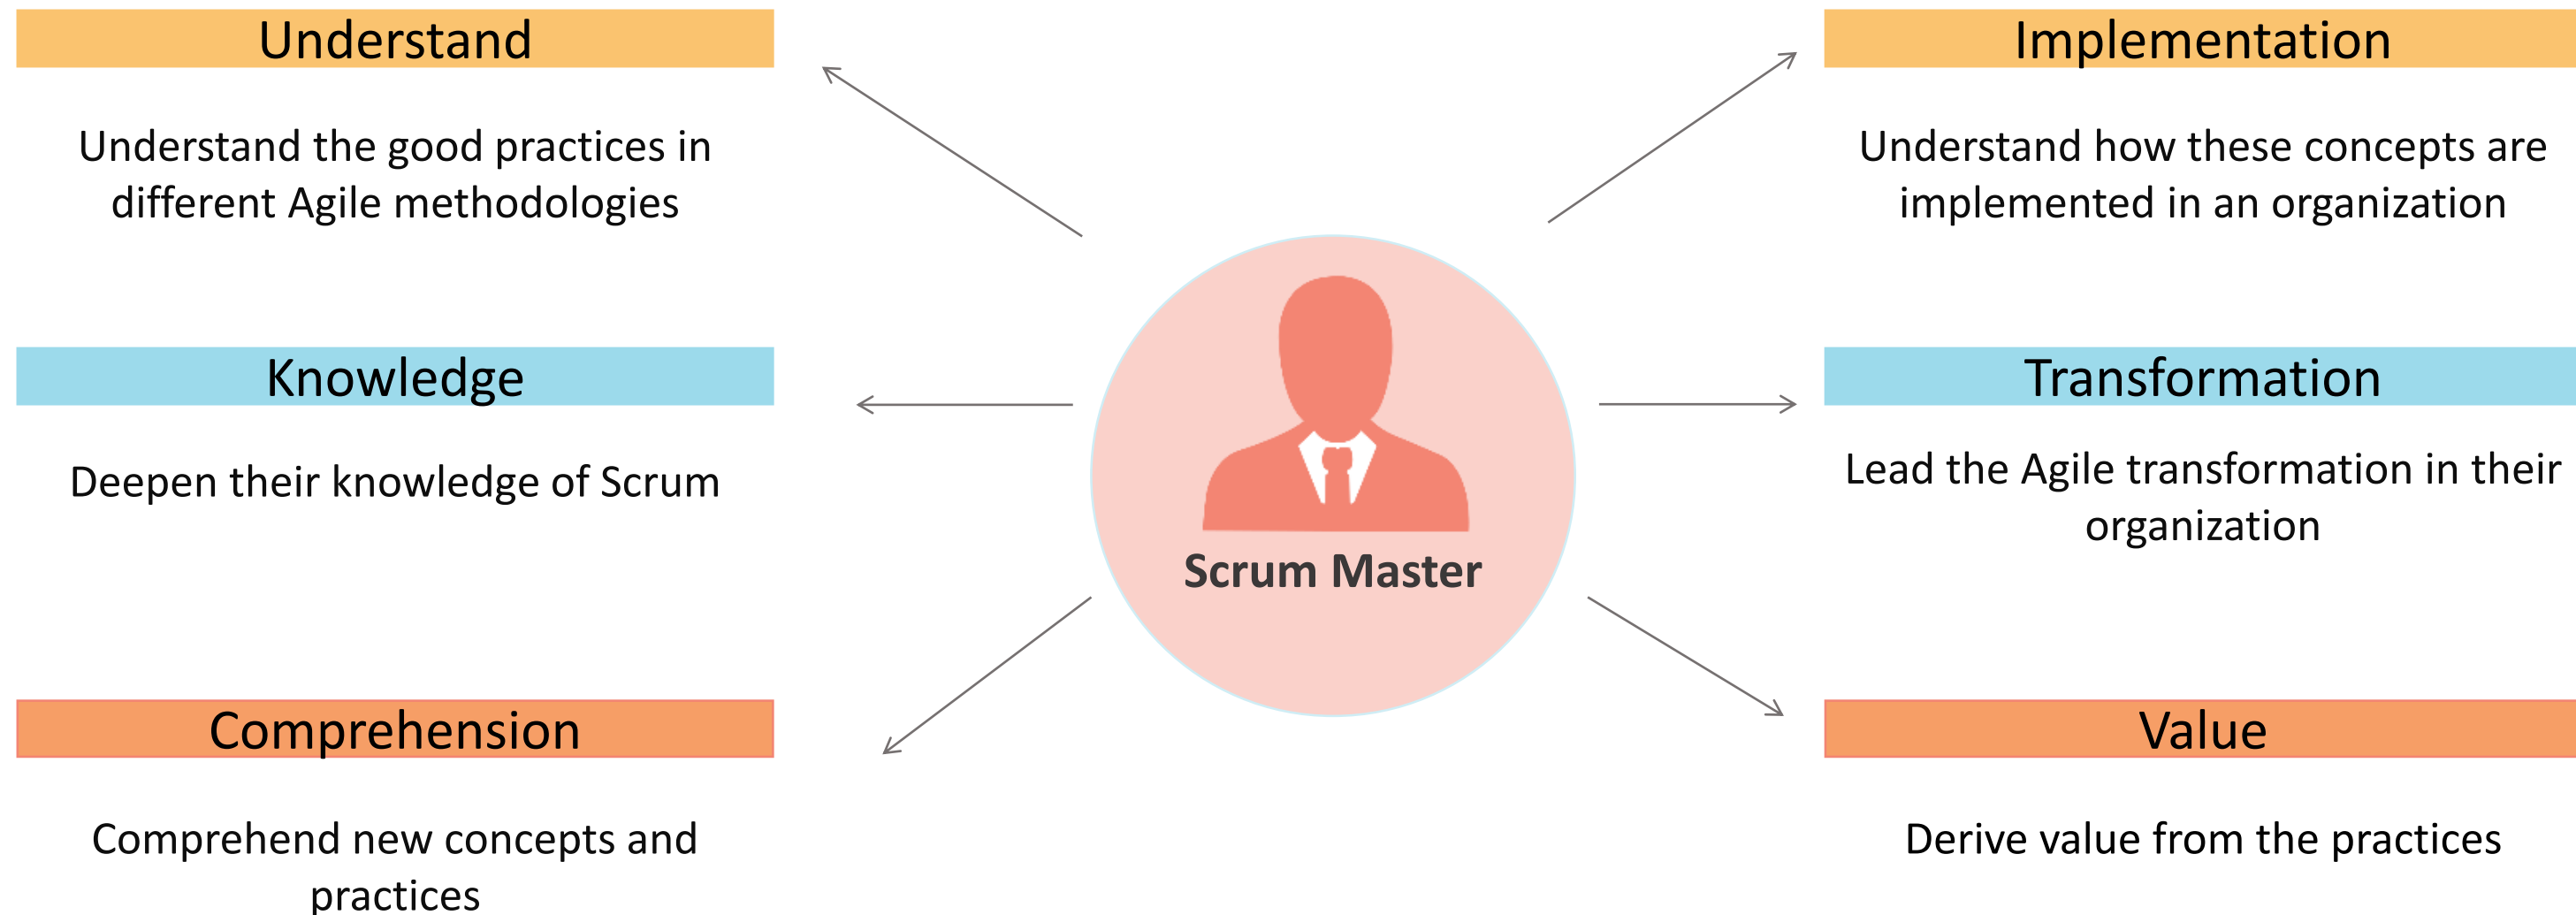 Understand
Understand the good practices in
different Agile methodologies
Knowledge
Deepen their knowledge of Scrum
Comprehension
Comprehend new concepts and
practices
Scrum Master
Implementation
Understand how these concepts are
implemented in an organization
Transformation
Lead the Agile transformation in their
organization
Value
Derive value from the practices